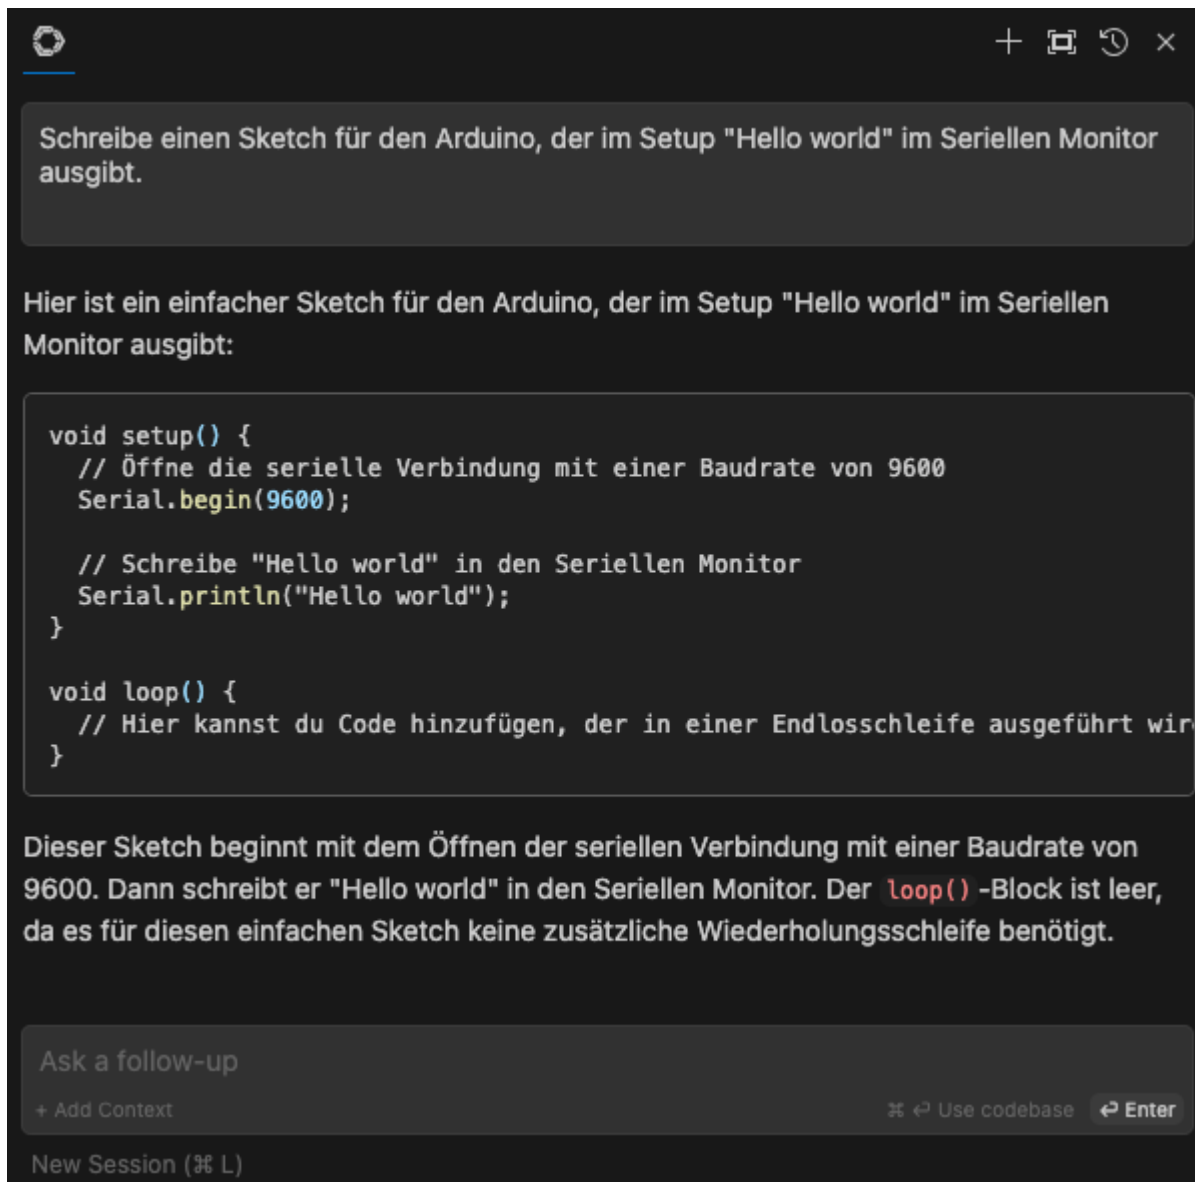 Schreibe einen Sketch für den Arduino, der im Setup "Hello world" im Seriellen Monitor
ausgibt.
Hier ist ein einfacher Sketch für den Arduino, der im Setup "Hello world" im Seriellen
Monitor ausgibt:
void setup() {
  // Öffne die serielle Verbindung mit einer Baudrate von 9600
  Serial.begin(9600);

  // Schreibe "Hello world" in den Seriellen Monitor
  Serial.println("Hello world");
}

void loop() {
  // Hier kannst du Code hinzufügen, der in einer Endlosschleife ausgeführt wir
}
Dieser Sketch beginnt mit dem Öffnen der seriellen Verbindung mit einer Baudrate von
9600. Dann schreibt er "Hello world" in den Seriellen Monitor. Der loop() -Block ist leer,
da es für diesen einfachen Sketch keine zusätzliche Wiederholungsschleife benötigt.
Ask a follow-up
+ Add Context ⌘ ⏎ Use codebase ⏎ Enter
New Session (⌘ L)